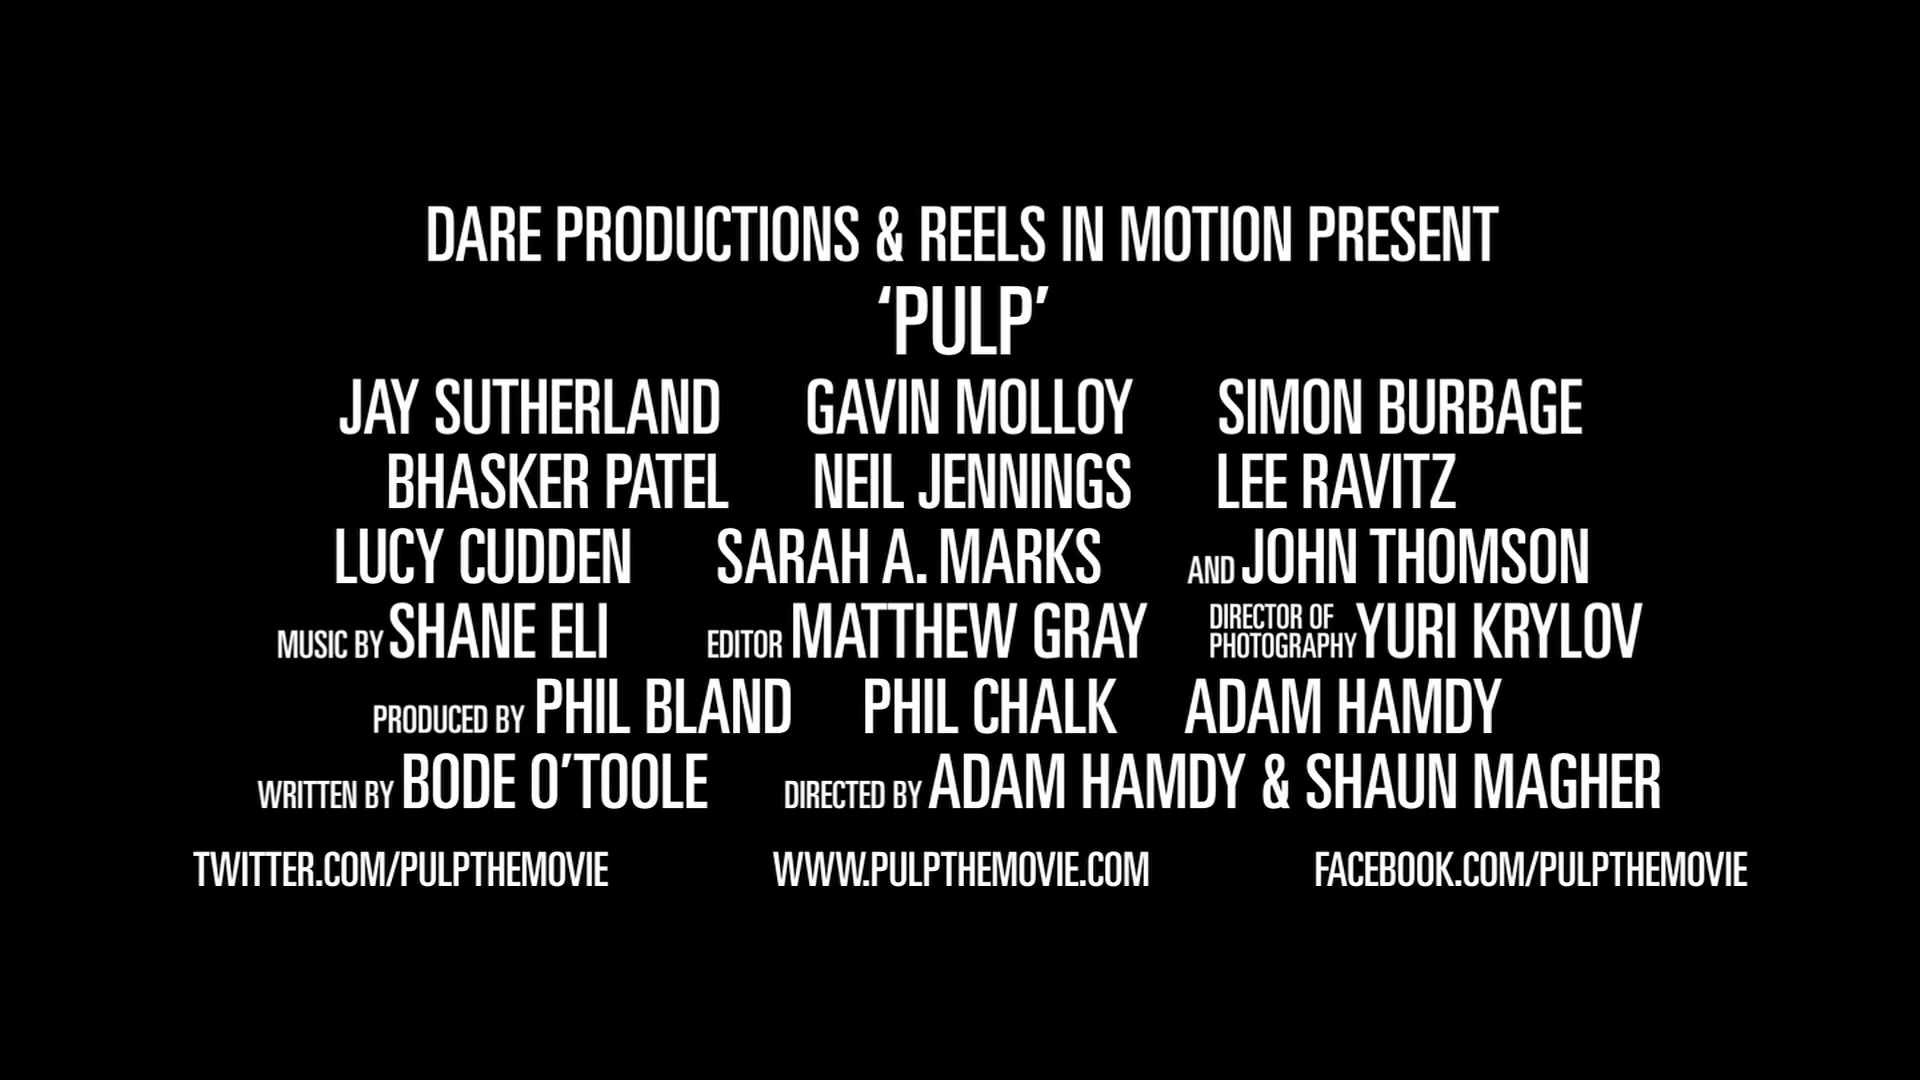 DARE PRODUCTIONS & REELS IN MOTION PRESENT
‘PULP’
JAY SUTHERLAND GAVIN MOLLOY SIMON BURBAGE
BHASKER PATEL NEIL JENNINGS LEE RAVITZ
LUCY CUDDEN SARAH A. MARKS AND JOHN THOMSON
MUSIC BY SHANE ELI EDITOR MATTHEW GRAY DIRECTOR OF PHOTOGRAPHY YURI KRYLOV
PRODUCED BY PHIL BLAND PHIL CHALK ADAM HAMDY
WRITTEN BY BODE O’TOOLE DIRECTED BY ADAM HAMDY & SHAUN MAGHER
TWITTER.COM/PULPTHEMOVIE WWW.PULPTHEMOVIE.COM FACEBOOK.COM/PULPTHEMOVIE